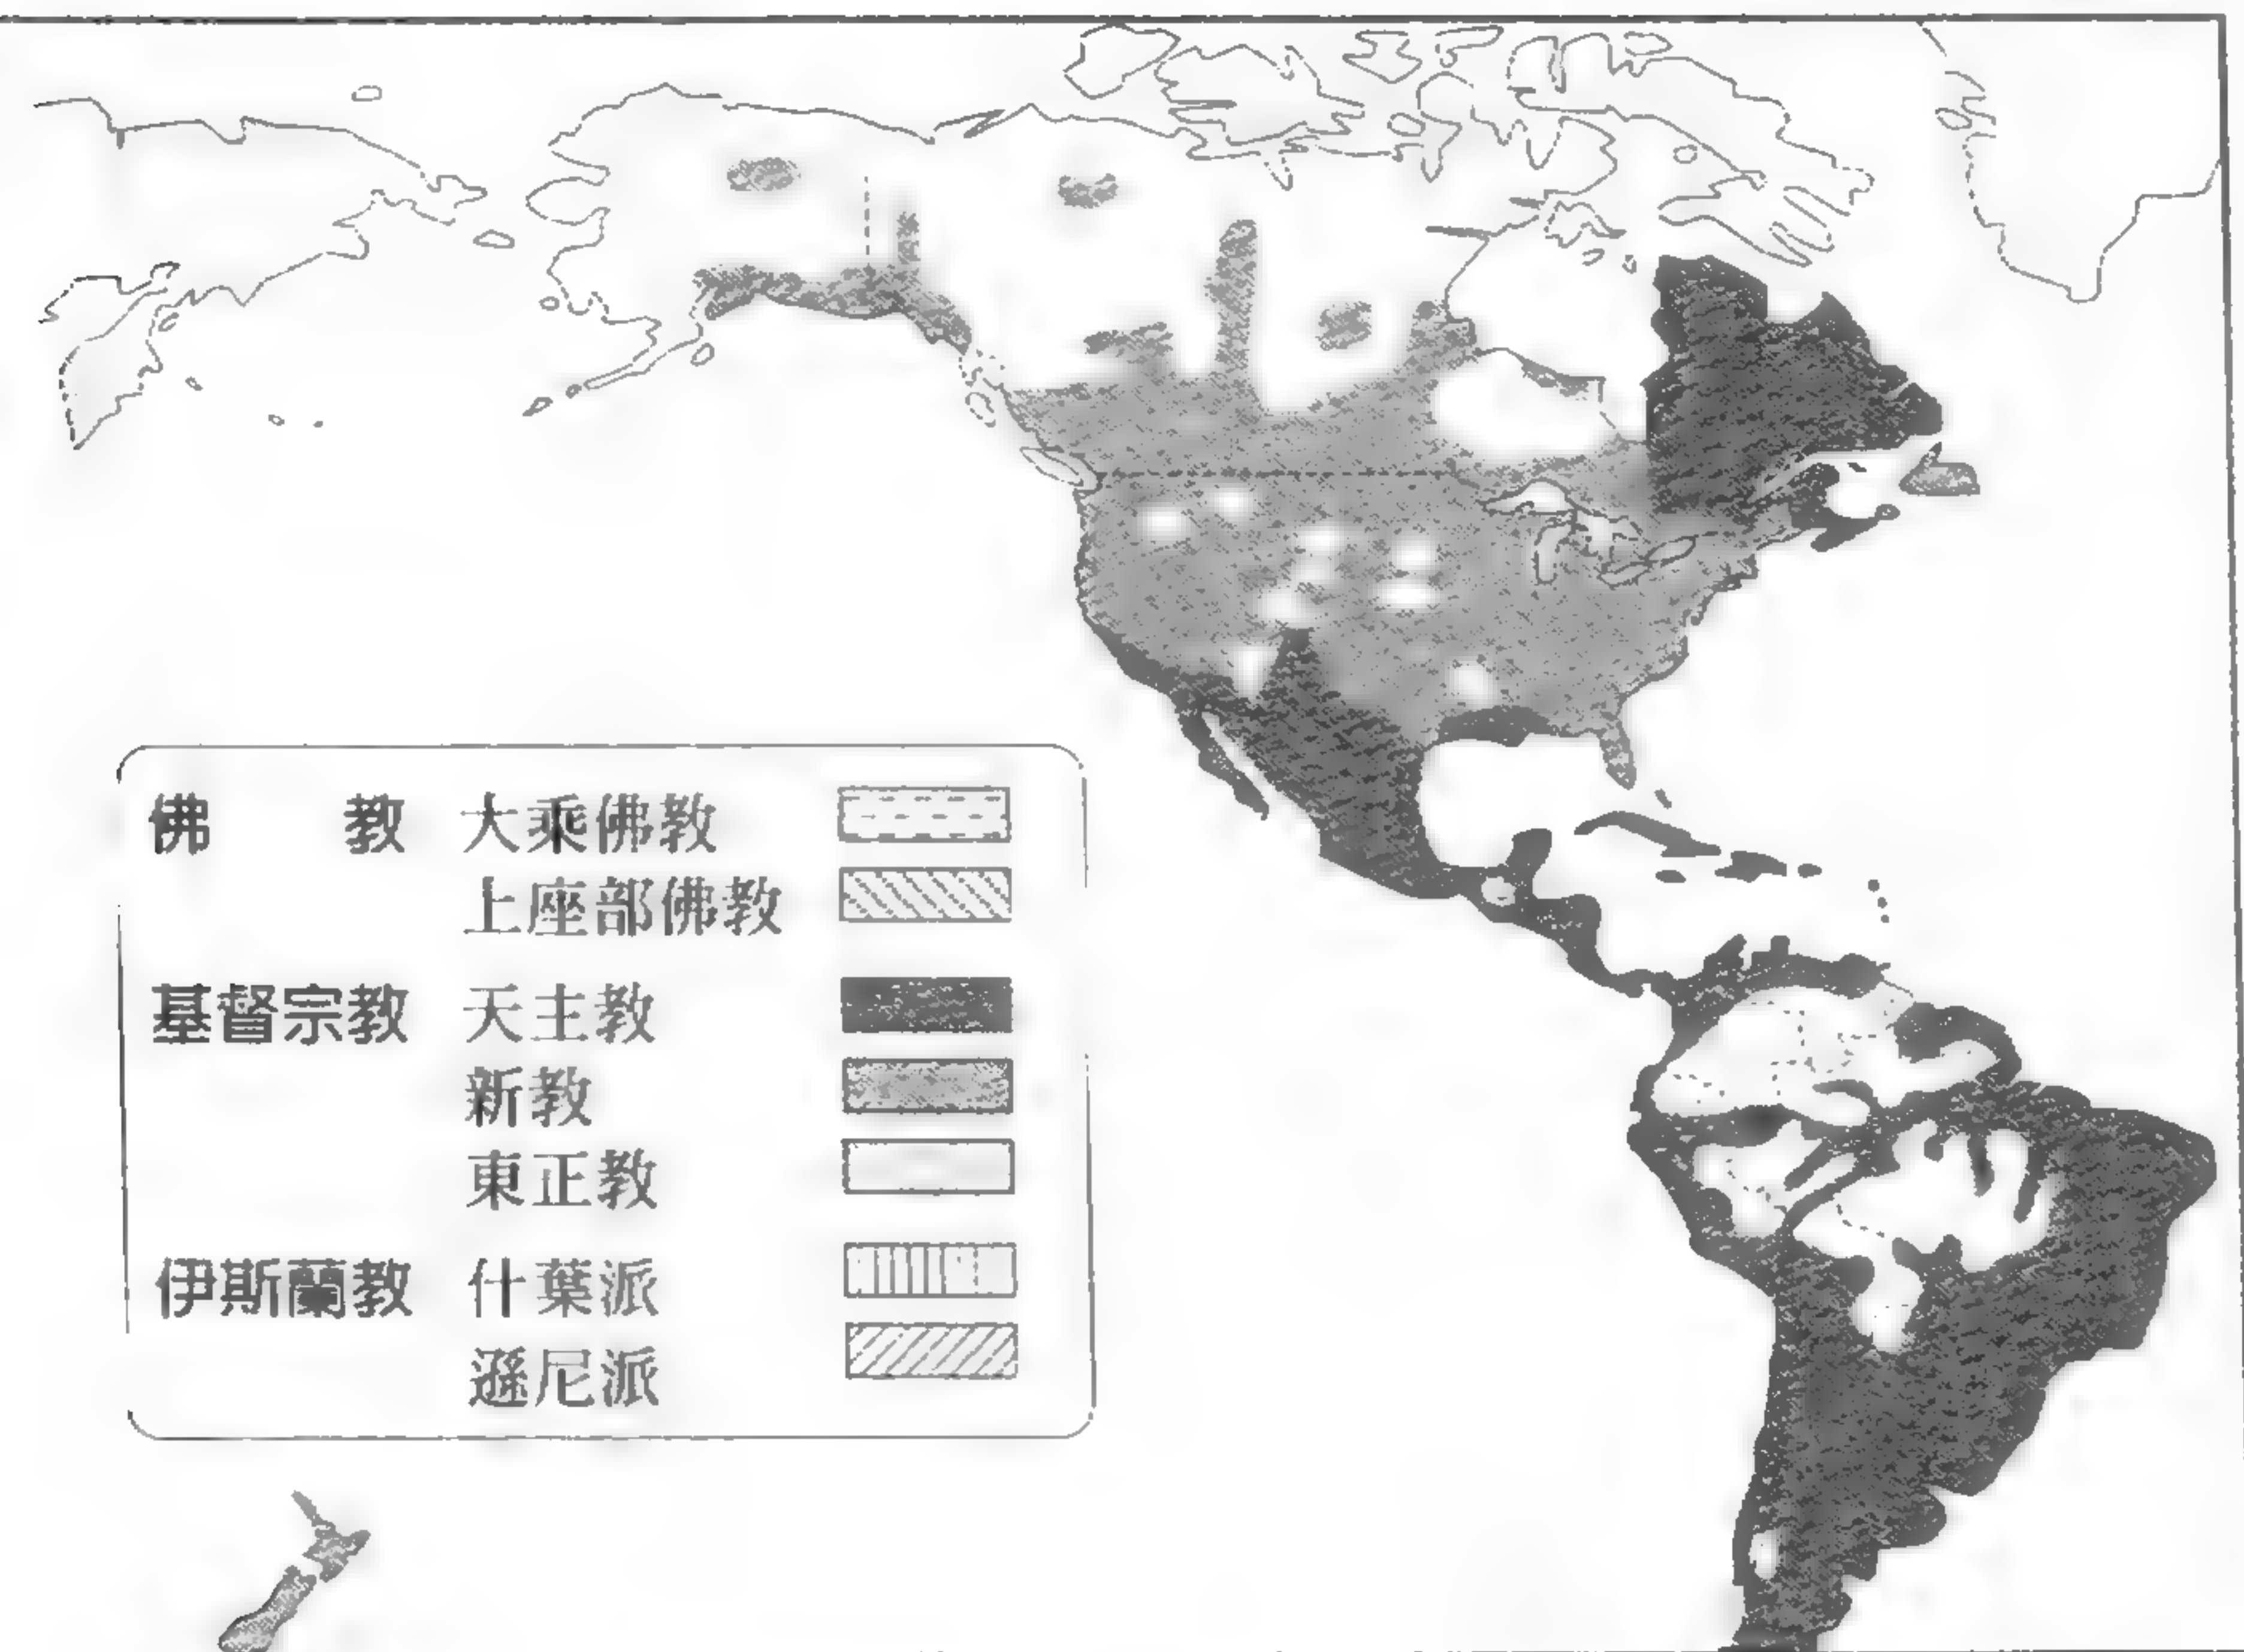 佛 教 大乘佛教
上座部佛教
基督宗教 天主教
新教
東正教
伊斯蘭教 什葉派
遜尼派